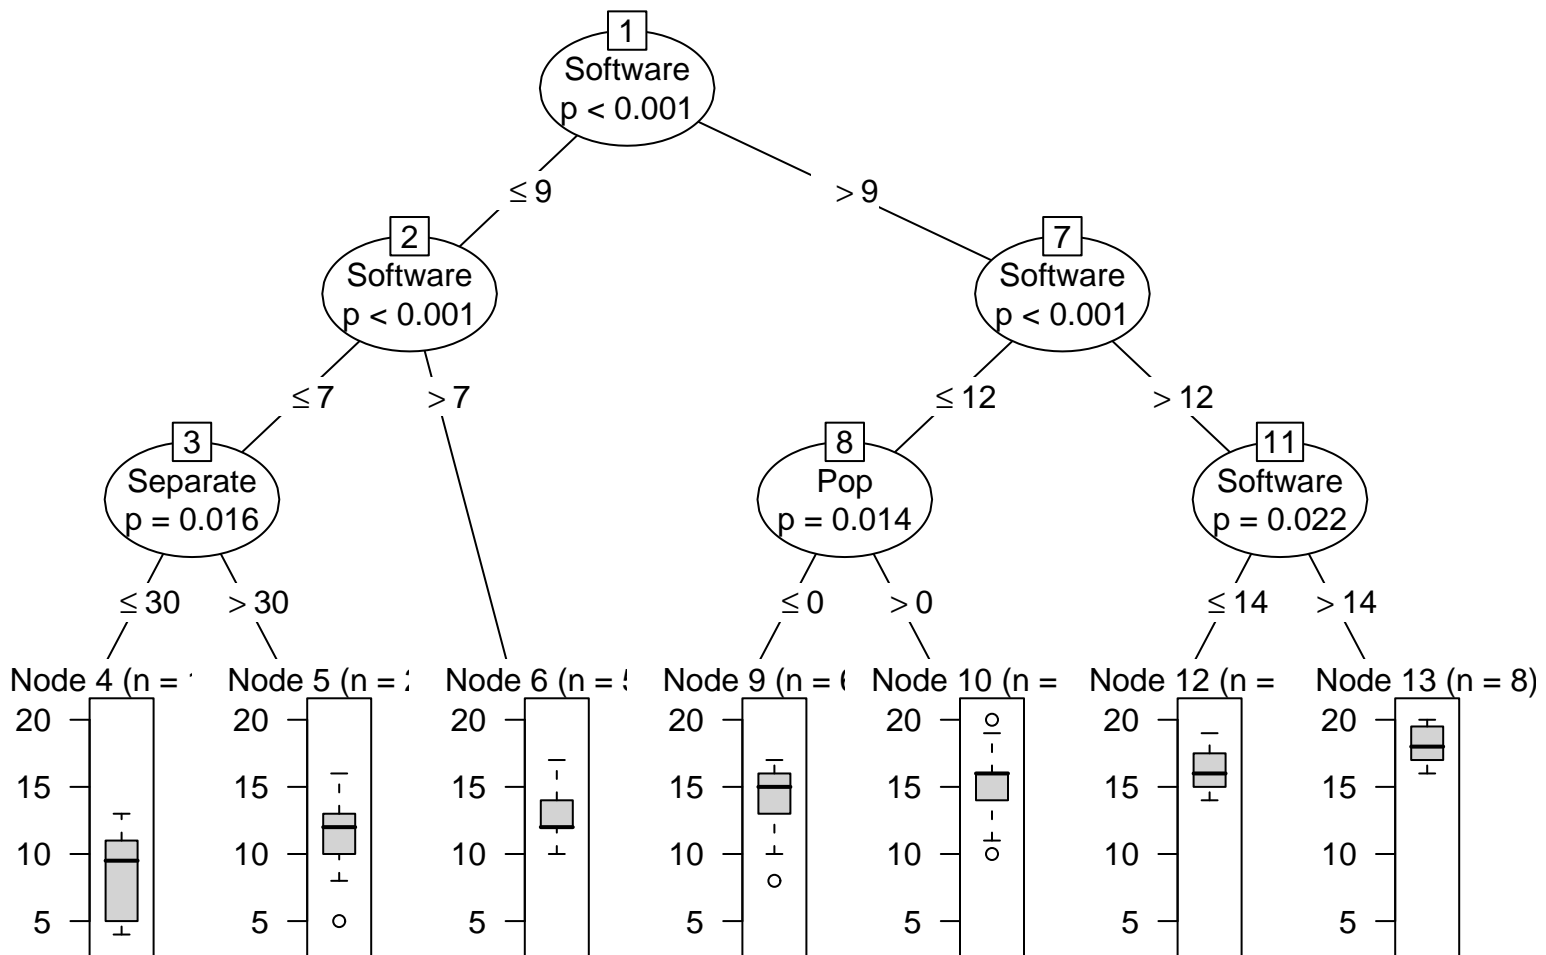 1
Software
p < 0.001
≤ 9
> 9
2
Software
p < 0.001
7
Software
p < 0.001
≤ 7
> 7
≤ 12
> 12
3
Separate
p = 0.016
8
Pop
p = 0.014
11
Software
p = 0.022
≤ 30
> 30
≤ 0
> 0
≤ 14
> 14
Node 4 (n =
20
15
10
5
Node 5 (n =
20
15
10
5
Node 6 (n =
20
15
10
5
Node 9 (n =
20
15
10
5
Node 10 (n =
20
15
10
5
Node 12 (n =
20
15
10
5
Node 13 (n = 8)
20
15
10
5